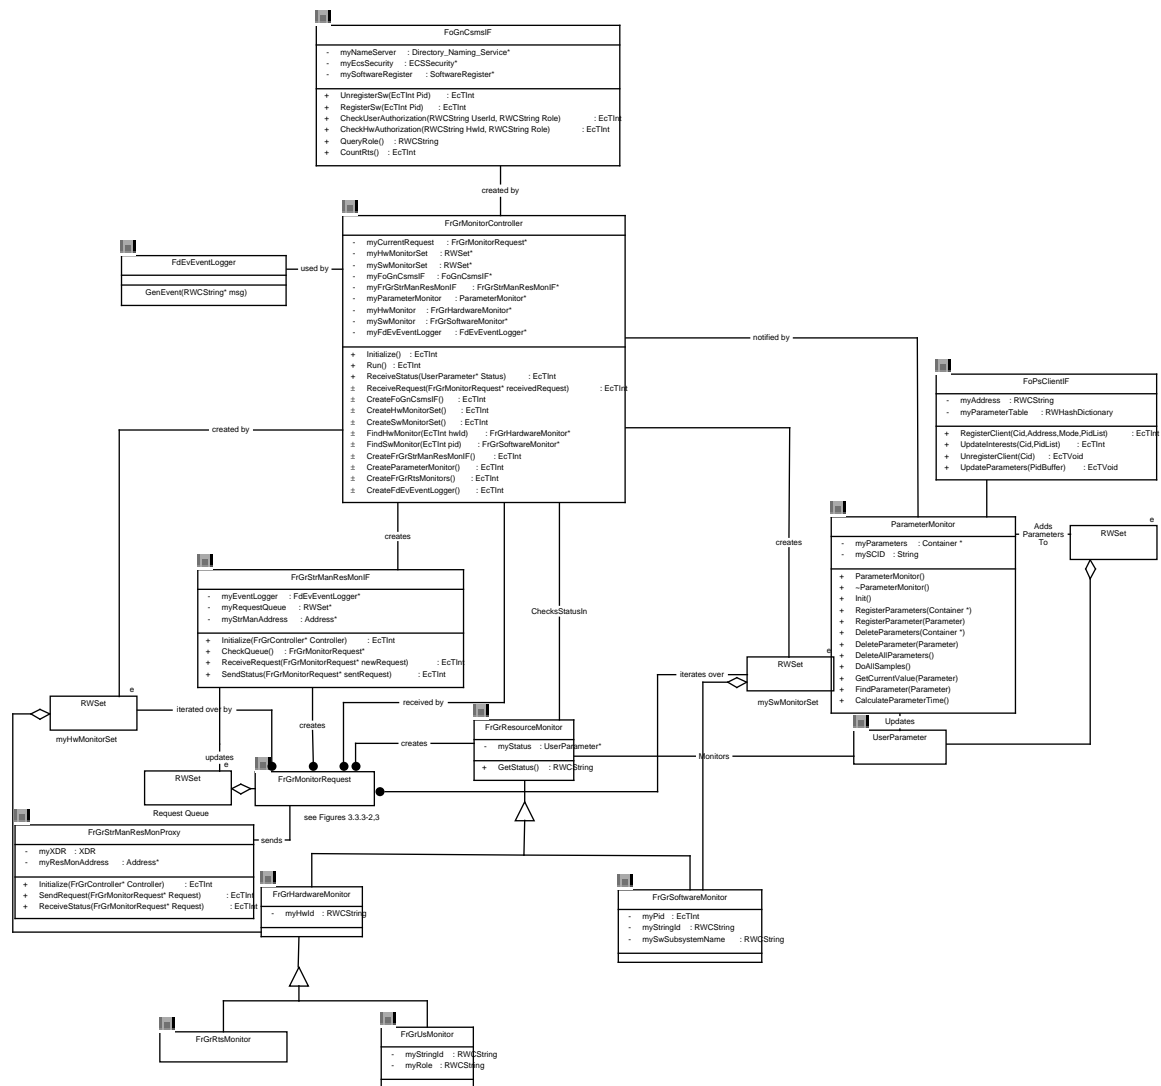 FoGnCsmsIF
- myNameServer : Directory_Naming_Service*
- myEcsSecurity : ECSSecurity*
- mySoftwareRegister : SoftwareRegister*
+ UnregisterSw(EcTInt Pid) : EcTInt
+ RegisterSw(EcTInt Pid) : EcTInt
+ CheckUserAuthorization(RWCString UserId, RWCString Role) : EcTInt
+ CheckHwAuthorization(RWCString HwId, RWCString Role) : EcTInt
+ QueryRole() : RWCString
+ CountRts() : EcTInt
created by
FrGrMonitorController
- myCurrentRequest : FrGrMonitorRequest*
- myHwMonitorSet : RWSet*
- mySwMonitorSet : RWSet*
- myFoGnCsmsIF : FoGnCsmsIF*
- myFrGrStrManResMonIF : FrGrStrManResMonIF*
- myParameterMonitor : ParameterMonitor*
- myHwMonitor : FrGrHardwareMonitor*
- mySwMonitor : FrGrSoftwareMonitor*
- myFdEvEventLogger : FdEvEventLogger*
+ Initialize() : EcTInt
+ Run() : EcTInt
+ ReceiveStatus(UserParameter* Status) : EcTInt
± ReceiveRequest(FrGrMonitorRequest* receivedRequest) : EcTInt
± CreateFoGnCsmsIF() : EcTInt
± CreateHwMonitorSet() : EcTInt
± CreateSwMonitorSet() : EcTInt
± FindHwMonitor(EcTInt hwId) : FrGrHardwareMonitor*
± FindSwMonitor(EcTInt pid) : FrGrSoftwareMonitor*
± CreateFrGrStrManResMonIF() : EcTInt
± CreateParameterMonitor() : EcTInt
± CreateFrGrRtsMonitors() : EcTInt
± CreateFdEvEventLogger() : EcTInt
FdEvEventLogger
GenEvent(RWCString* msg)
used by
notified by
created by
FoPsClientIF
- myAddress : RWCString
- myParameterTable : RWHashDictionary
+ RegisterClient(Cid,Address,Mode,PidList) : EcTInt
+ UpdateInterests(Cid,PidList) : EcTInt
+ UnregisterClient(Cid) : EcTVoid
+ UpdateParameters(PidBuffer) : EcTVoid
creates
ChecksStatusIn
creates
ParameterMonitor
- myParameters : Container *
- mySCID : String
+ ParameterMonitor()
+ ~ParameterMonitor()
+ Init()
+ RegisterParameters(Container *)
+ RegisterParameter(Parameter)
+ DeleteParameters(Container *)
+ DeleteParameter(Parameter)
+ DeleteAllParameters()
+ DoAllSamples()
+ GetCurrentValue(Parameter)
+ FindParameter(Parameter)
+ CalculateParameterTime()
Adds
Parameters
To
e
RWSet
FrGrStrManResMonIF
- myEventLogger : FdEvEventLogger*
- myRequestQueue : RWSet*
- myStrManAddress : Address*
+ Initialize(FrGrController* Controller) : EcTInt
+ CheckQueue() : FrGrMonitorRequest*
+ ReceiveRequest(FrGrMonitorRequest* newRequest) : EcTInt
+ SendStatus(FrGrMonitorRequest* sentRequest) : EcTInt
e
RWSet
myHwMonitorSet
iterated over by
creates
received by
iterates over
e
RWSet
mySwMonitorSet
FrGrResourceMonitor
- myStatus : UserParameter*
+ GetStatus() : RWCString
creates
Monitors
Updates
UserParameter
updates
e
RWSet
Request Queue
FrGrMonitorRequest
see Figures 3.3.3-2,3
sends
FrGrStrManResMonProxy
- myXDR : XDR
- myResMonAddress : Address*
+ Initialize(FrGrController* Controller) : EcTInt
+ SendRequest(FrGrMonitorRequest* Request) : EcTInt
+ ReceiveStatus(FrGrMonitorRequest* Request) : EcTInt
FrGrHardwareMonitor
- myHwId : RWCString
FrGrSoftwareMonitor
- myPid : EcTInt
- myStringId : RWCString
- mySwSubsystemName : RWCString
FrGrRtsMonitor
FrGrUsMonitor
- myStringId : RWCString
- myRole : RWCString